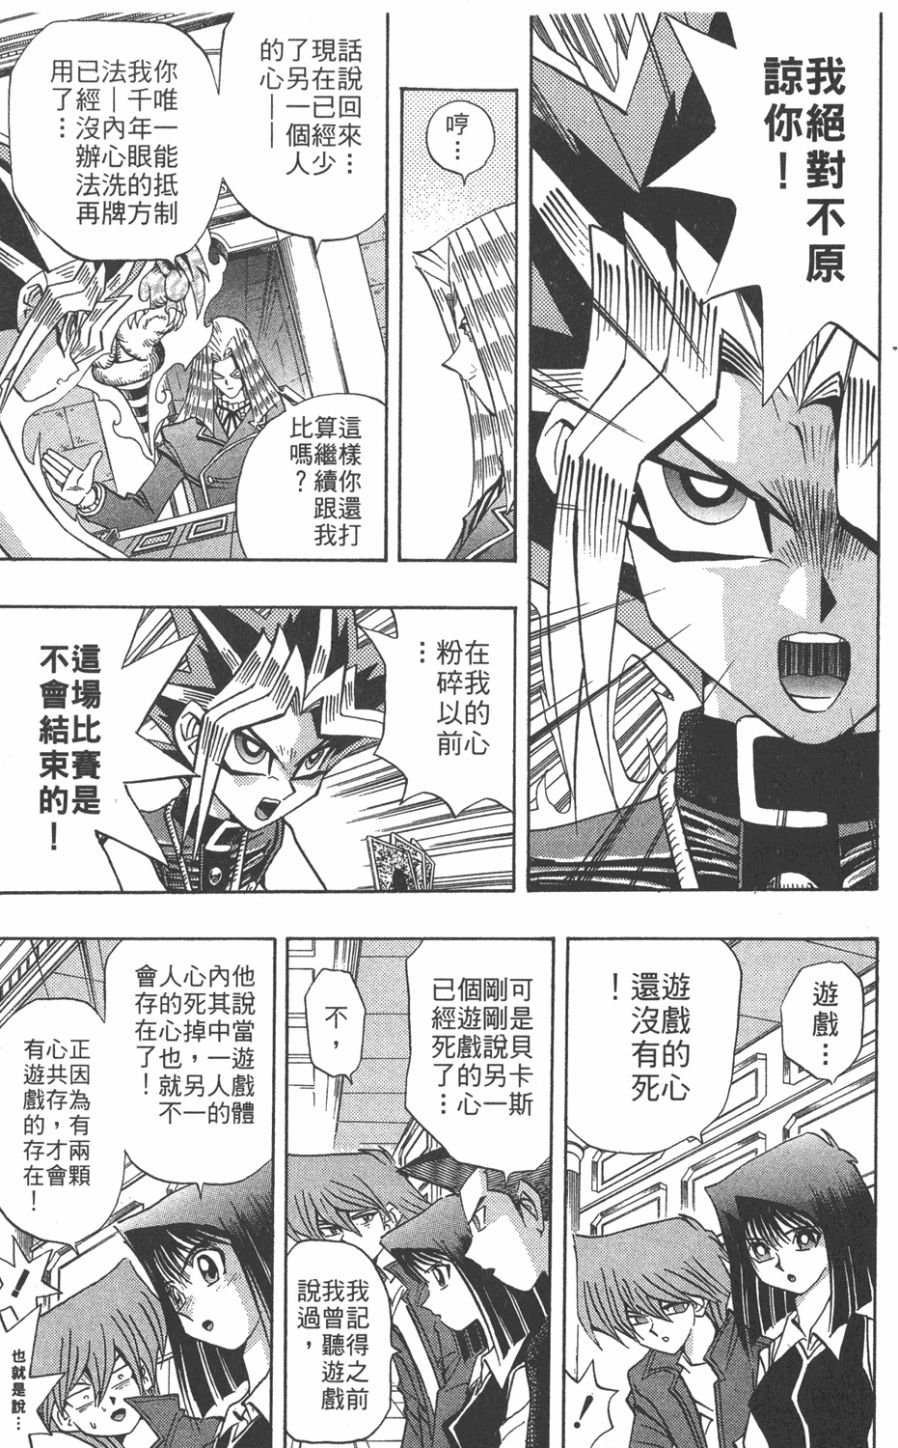 我絕對不原
諒你！
哼…
話說回來…
現在已經少
了另一個人
的心——
你唯一能抵制
我千年眼的方
法—內心洗牌
已經沒辦法再
用了…
這樣你還打
算繼續跟我
比嗎？
在我的心
粉碎以前
…
這場比賽是
不會結束的！
遊戲…
遊戲的心
還沒有死
！
！
可是貝卡斯
剛剛說另一
個遊戲的心
已經死了…
不，
我記得之前
我曾聽遊戲
說過，
他說當遊戲體
內其中一人的
心死掉，另一
人的心也就不
會存在了！
正因為有兩顆
心共存，才會
有遊戲的存在！
！
也就是說…